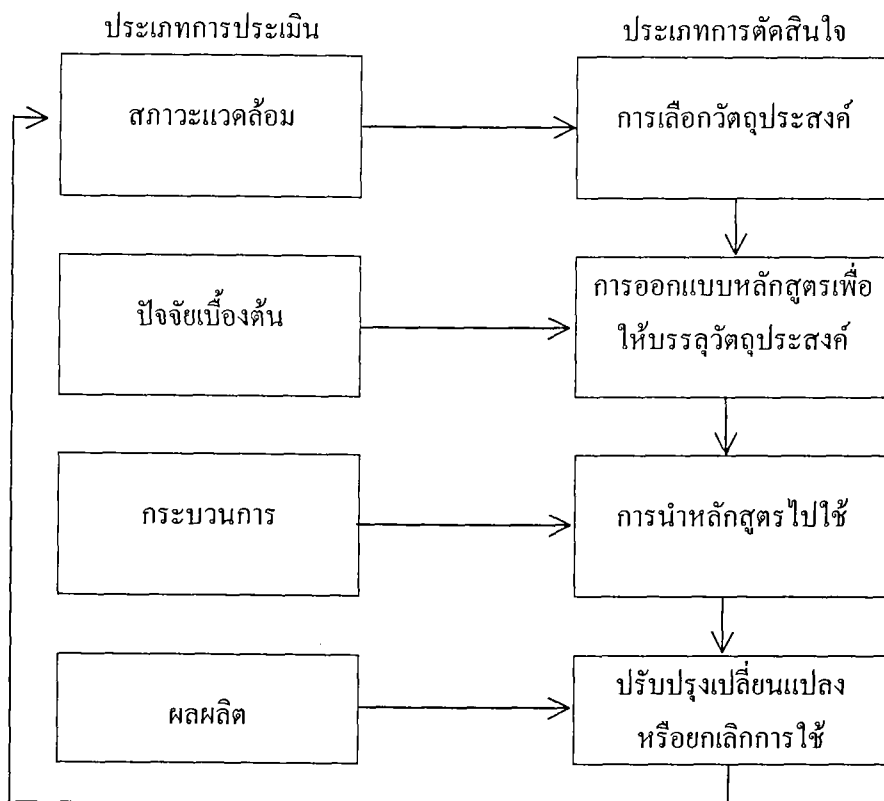 ประเภทการประเมิน
ประเภทการตัดสินใจ
สภาวะแวดล้อม
การเลือกวัตถุประสงค์
ปัจจัยเบื้องต้น
การออกแบบหลักสูตรเพื่อ
ให้บรรลุวัตถุประสงค์
กระบวนการ
การนำหลักสูตรไปใช้
ผลผลิต
ปรับปรุงเปลี่ยนแปลง
หรือยกเลิกการใช้